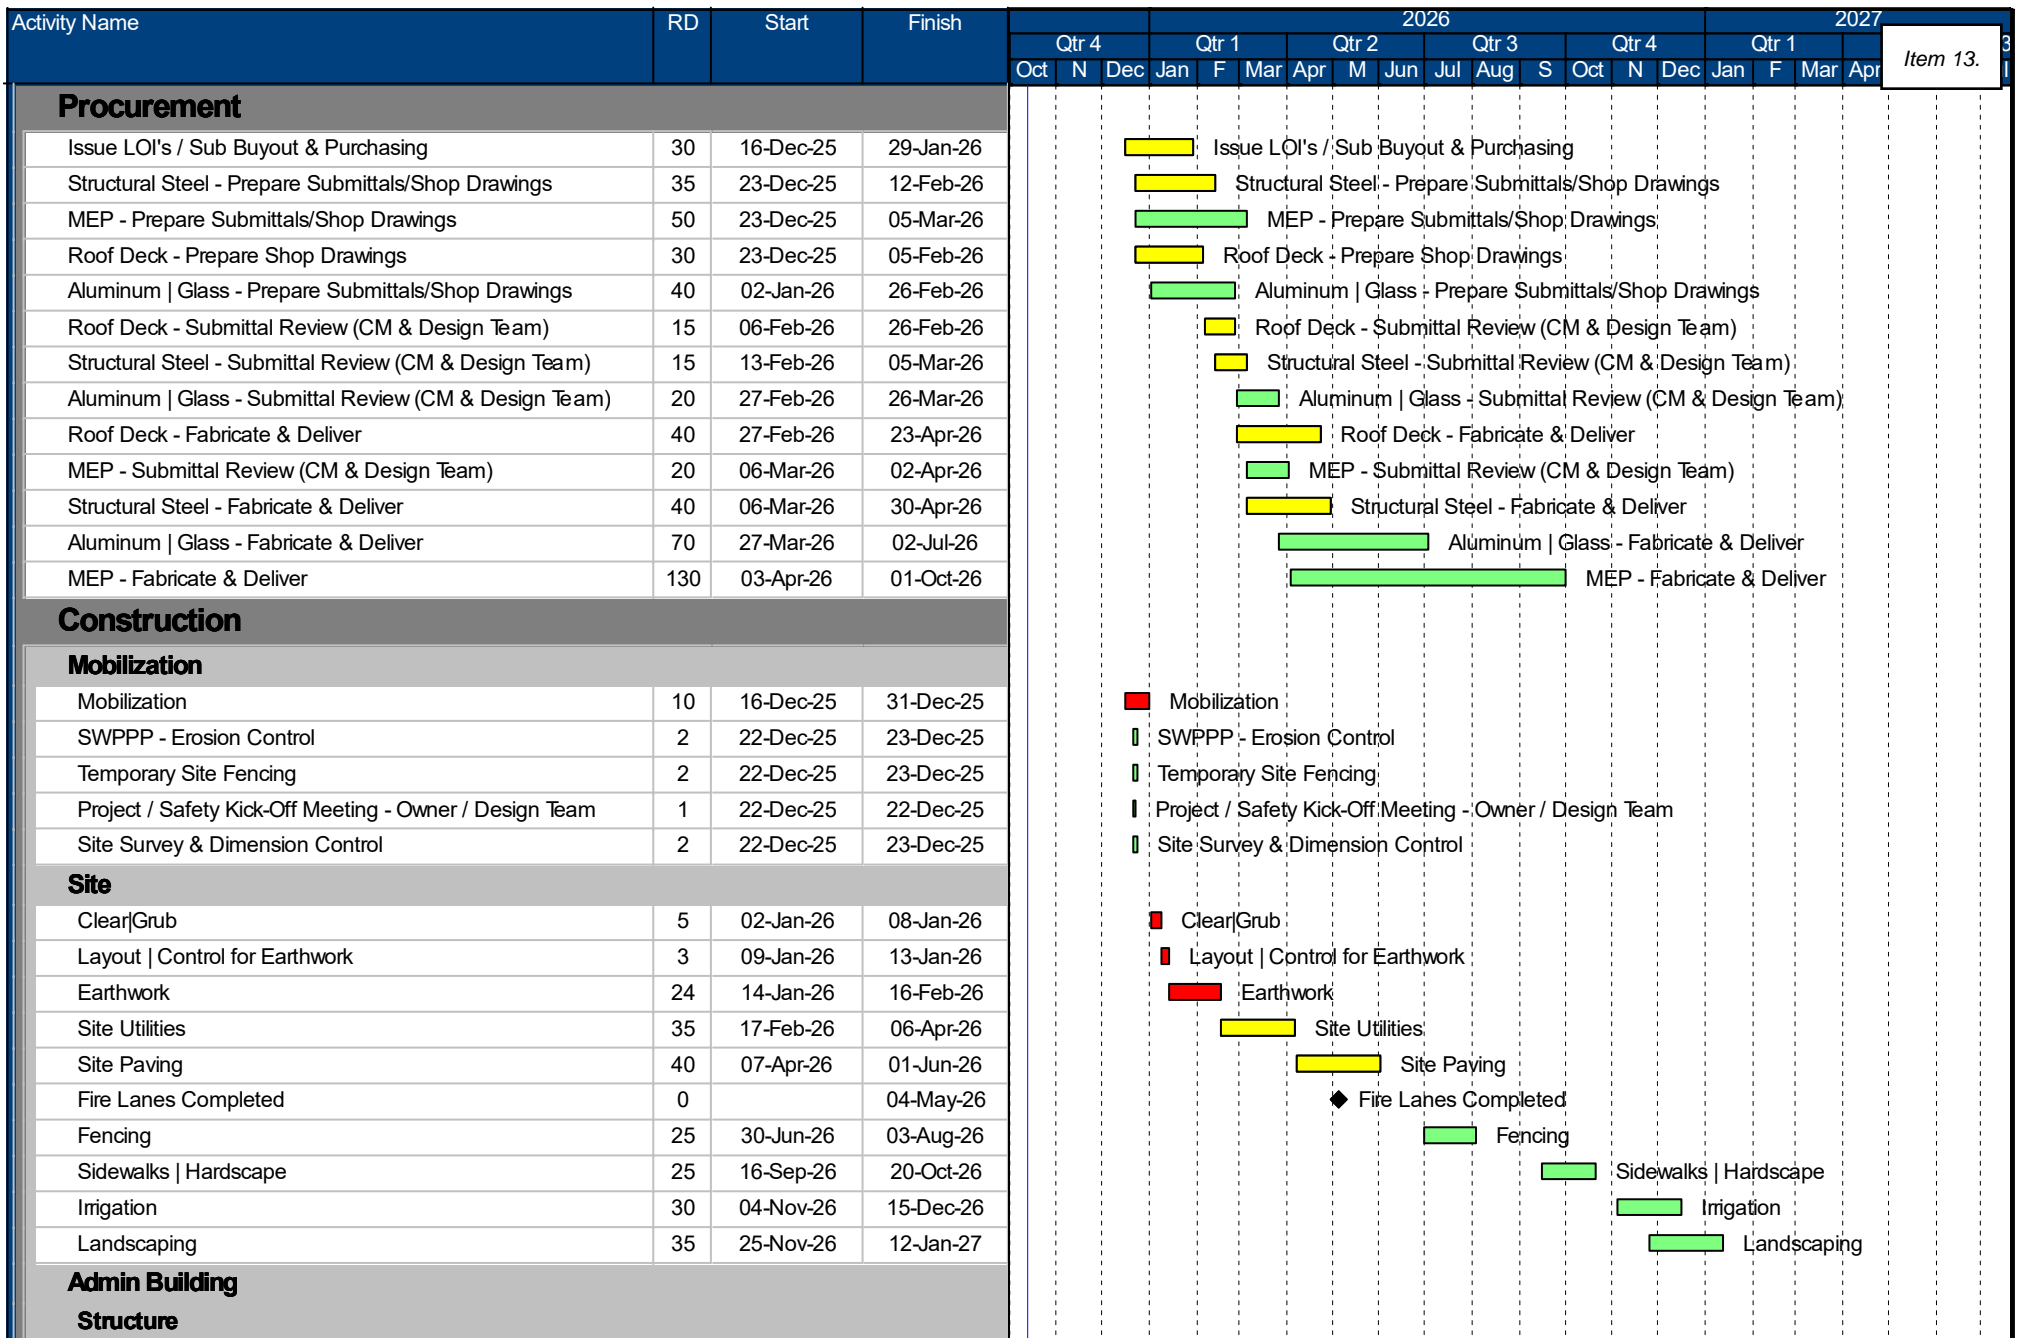 Activity Name RD Start Finish 2026 2027
Qtr 4 Qtr 1 Qtr 2 Qtr 3 Qtr 4 Qtr 1 3
Oct N Dec Jan F Mar Apr M Jun Jul Aug S Oct N Dec Jan F Mar Apr l
Item 13.
Procurement
Issue LOI's / Sub Buyout & Purchasing 30 16-Dec-25 29-Jan-26 Issue LOI's / Sub Buyout & Purchasing
Structural Steel - Prepare Submittals/Shop Drawings 35 23-Dec-25 12-Feb-26 Structural Steel - Prepare Submittals/Shop Drawings
MEP - Prepare Submittals/Shop Drawings 50 23-Dec-25 05-Mar-26 MEP - Prepare Submittals/Shop Drawings
Roof Deck - Prepare Shop Drawings 30 23-Dec-25 05-Feb-26 Roof Deck - Prepare Shop Drawings
Aluminum | Glass - Prepare Submittals/Shop Drawings 40 02-Jan-26 26-Feb-26 Aluminum | Glass - Prepare Submittals/Shop Drawings
Roof Deck - Submittal Review (CM & Design Team) 15 06-Feb-26 26-Feb-26 Roof Deck - Submittal Review (CM & Design Team)
Structural Steel - Submittal Review (CM & Design Team) 15 13-Feb-26 05-Mar-26 Structural Steel - Submittal Review (CM & Design Team)
Aluminum | Glass - Submittal Review (CM & Design Team) 20 27-Feb-26 26-Mar-26 Aluminum | Glass - Submittal Review (CM & Design Team)
Roof Deck - Fabricate & Deliver 40 27-Feb-26 23-Apr-26 Roof Deck - Fabricate & Deliver
MEP - Submittal Review (CM & Design Team) 20 06-Mar-26 02-Apr-26 MEP - Submittal Review (CM & Design Team)
Structural Steel - Fabricate & Deliver 40 06-Mar-26 30-Apr-26 Structural Steel - Fabricate & Deliver
Aluminum | Glass - Fabricate & Deliver 70 27-Mar-26 02-Jul-26 Aluminum | Glass - Fabricate & Deliver
MEP - Fabricate & Deliver 130 03-Apr-26 01-Oct-26 MEP - Fabricate & Deliver
Construction
Mobilization
Mobilization 10 16-Dec-25 31-Dec-25 Mobilization
SWPPP - Erosion Control 2 22-Dec-25 23-Dec-25 SWPPP - Erosion Control
Temporary Site Fencing 2 22-Dec-25 23-Dec-25 Temporary Site Fencing
Project / Safety Kick-Off Meeting - Owner / Design Team 1 22-Dec-25 22-Dec-25 Project / Safety Kick-Off Meeting - Owner / Design Team
Site Survey & Dimension Control 2 22-Dec-25 23-Dec-25 Site Survey & Dimension Control
Site
Clear|Grub 5 02-Jan-26 08-Jan-26 Clear|Grub
Layout | Control for Earthwork 3 09-Jan-26 13-Jan-26 Layout | Control for Earthwork
Earthwork 24 14-Jan-26 16-Feb-26 Earthwork
Site Utilities 35 17-Feb-26 06-Apr-26 Site Utilities
Site Paving 40 07-Apr-26 01-Jun-26 Site Paving
Fire Lanes Completed 0 04-May-26 Fire Lanes Completed
Fencing 25 30-Jun-26 03-Aug-26 Fencing
Sidewalks | Hardscape 25 16-Sep-26 20-Oct-26 Sidewalks | Hardscape
Irrigation 30 04-Nov-26 15-Dec-26 Irrigation
Landscaping 35 25-Nov-26 12-Jan-27 Landscaping
Admin Building
Structure